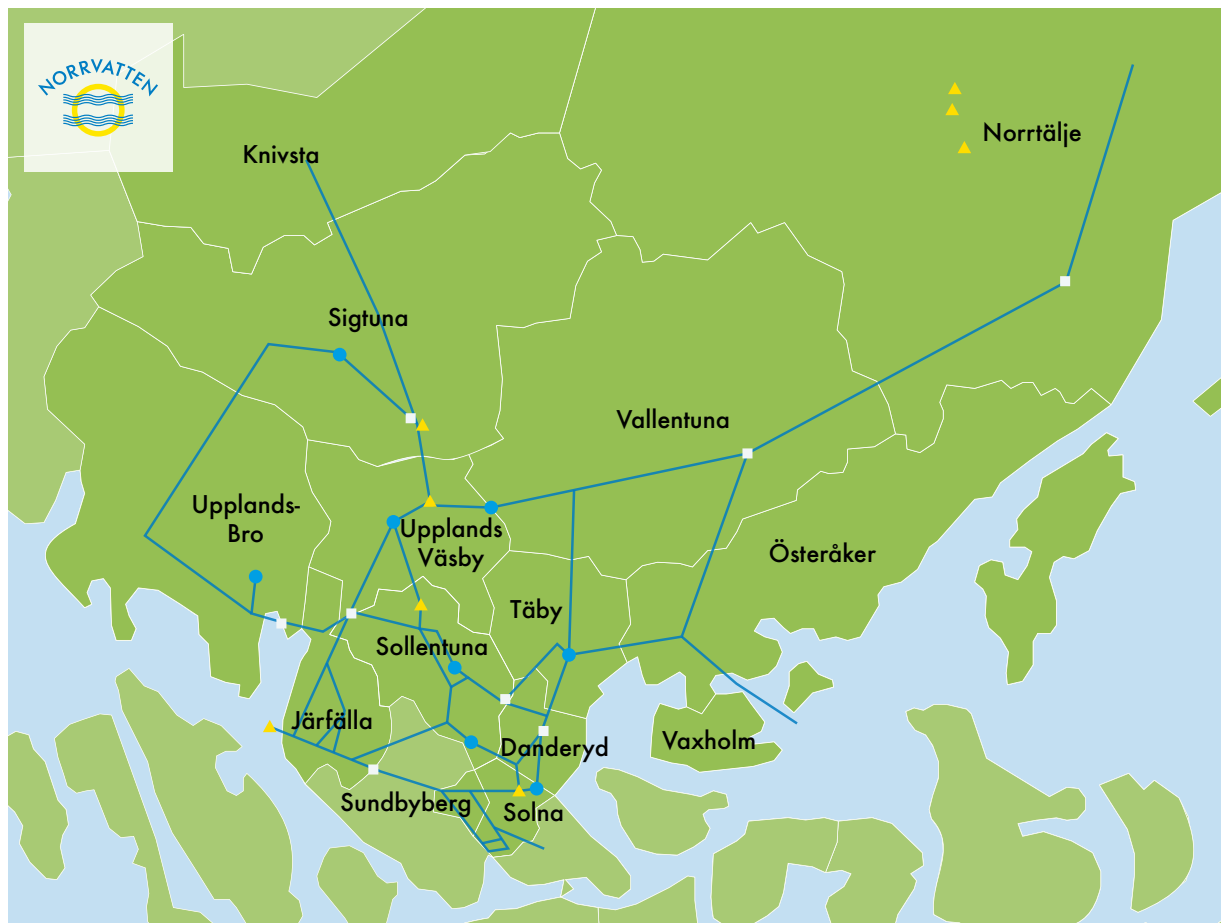 NORRVATTEN
Knivsta
Norrtälje
Sigtuna
Vallentuna
Upplands-
Bro
Upplands
Väsby
Österåker
Täby
Sollentuna
Järfälla
Danderyd
Vaxholm
Sundbyberg
Solna